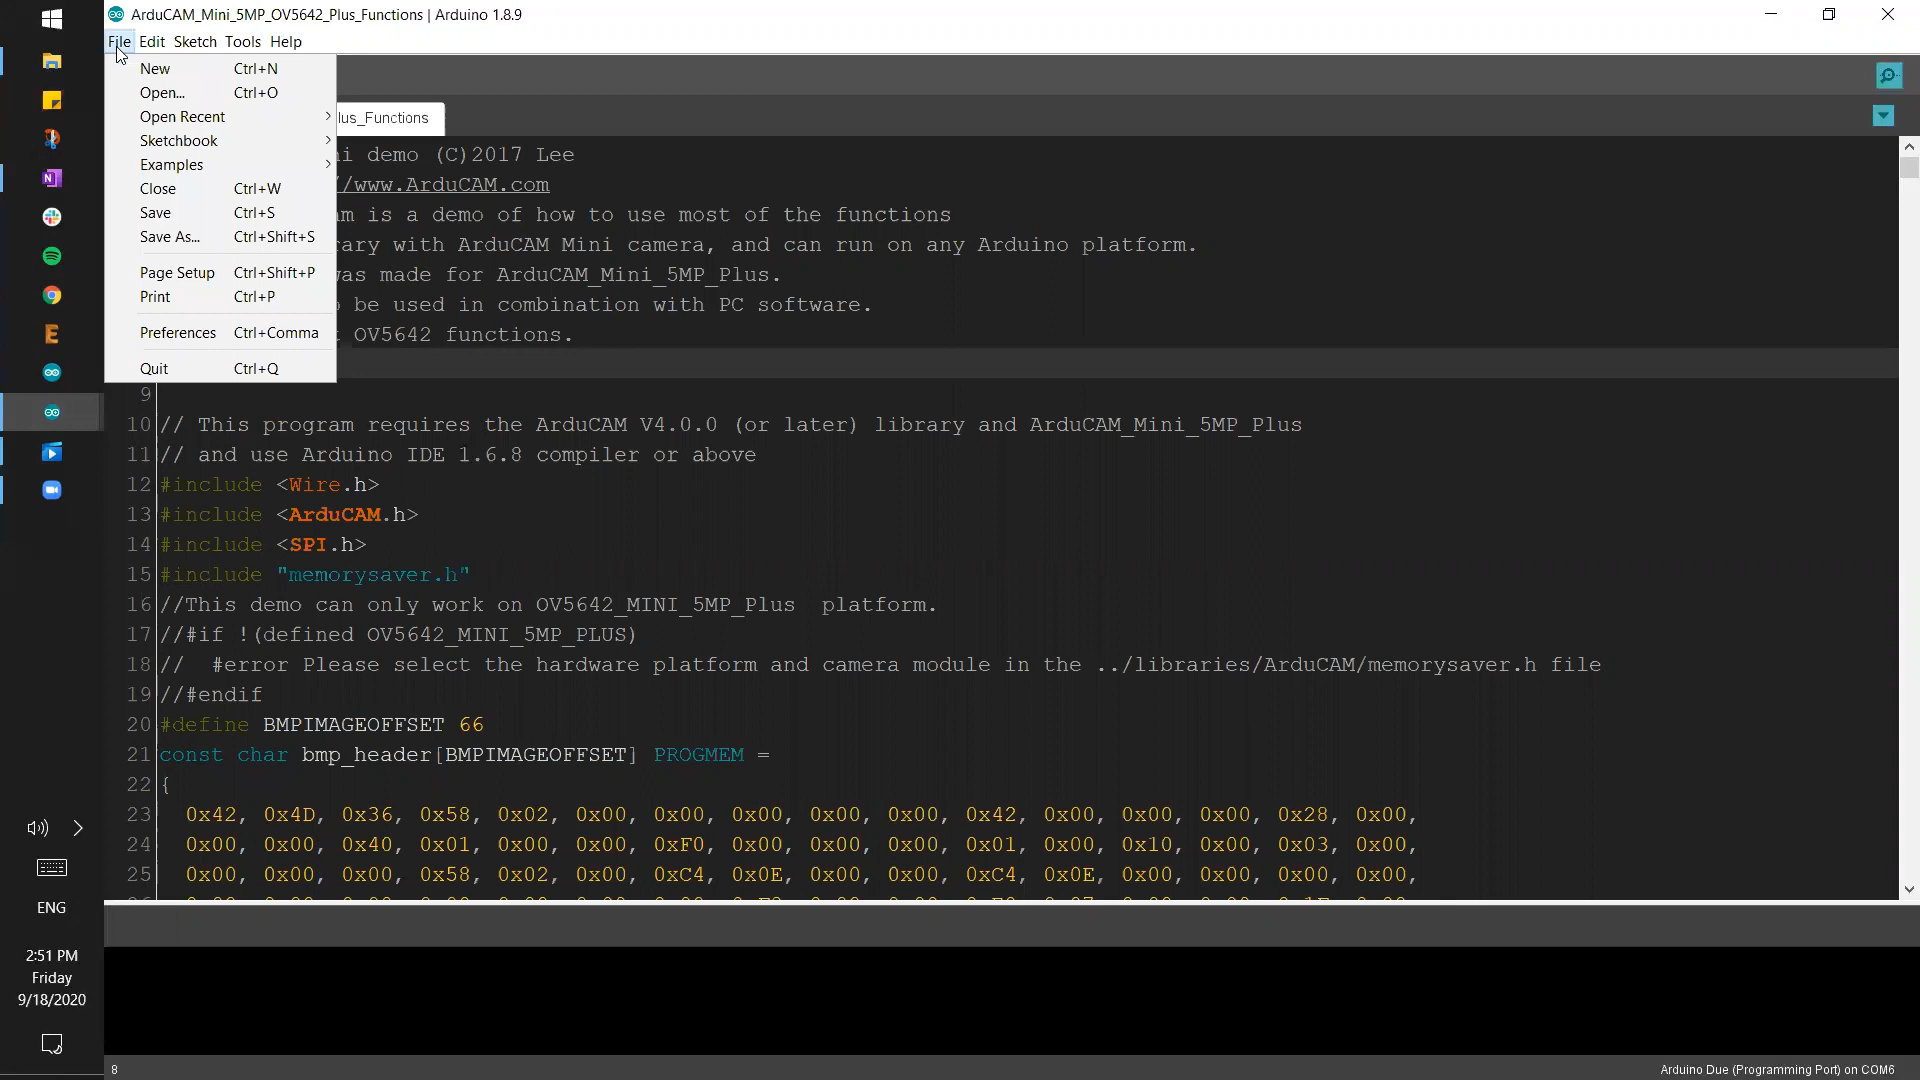 ArduCAM_Mini_5MP_OV5642_Plus_Functions | Arduino 1.8.9
File Edit Sketch Tools Help
New Ctrl+N
Open... Ctrl+O
Open Recent
Sketchbook
Examples
Close Ctrl+W
Save Ctrl+S
Save As... Ctrl+Shift+S
Page Setup Ctrl+Shift+P
Print Ctrl+P
Preferences Ctrl+Comma
Quit Ctrl+Q
lus_Functions
i demo (C)2017 Lee
//www.ArduCAM.com
am is a demo of how to use most of the functions
rary with ArduCAM Mini camera, and can run on any Arduino platform.
was made for ArduCAM_Mini_5MP_Plus.
be used in combination with PC software.
OV5642 functions.
9
10 // This program requires the ArduCAM V4.0.0 (or later) library and ArduCAM_Mini_5MP_Plus
11 // and use Arduino IDE 1.6.8 compiler or above
12 #include <Wire.h>
13 #include <ArduCAM.h>
14 #include <SPI.h>
15 #include "memorysaver.h"
16 //This demo can only work on OV5642_MINI_5MP_Plus  platform.
17 //#if !(defined OV5642_MINI_5MP_PLUS)
18 //  #error Please select the hardware platform and camera module in the ../libraries/ArduCAM/memorysaver.h file
19 //#endif
20 #define BMPIMAGEOFFSET 66
21 const char bmp_header[BMPIMAGEOFFSET] PROGMEM =
22 {
23   0x42, 0x4D, 0x36, 0x58, 0x02, 0x00, 0x00, 0x00, 0x00, 0x00, 0x42, 0x00, 0x00, 0x00, 0x28, 0x00,
24   0x00, 0x00, 0x40, 0x01, 0x00, 0x00, 0xF0, 0x00, 0x00, 0x00, 0x01, 0x00, 0x10, 0x00, 0x03, 0x00,
25   0x00, 0x00, 0x00, 0x58, 0x02, 0x00, 0xC4, 0x0E, 0x00, 0x00, 0xC4, 0x0E, 0x00, 0x00, 0x00, 0x00,
8
Arduino Due (Programming Port) on COM6
ENG
2:51 PM
Friday
9/18/2020